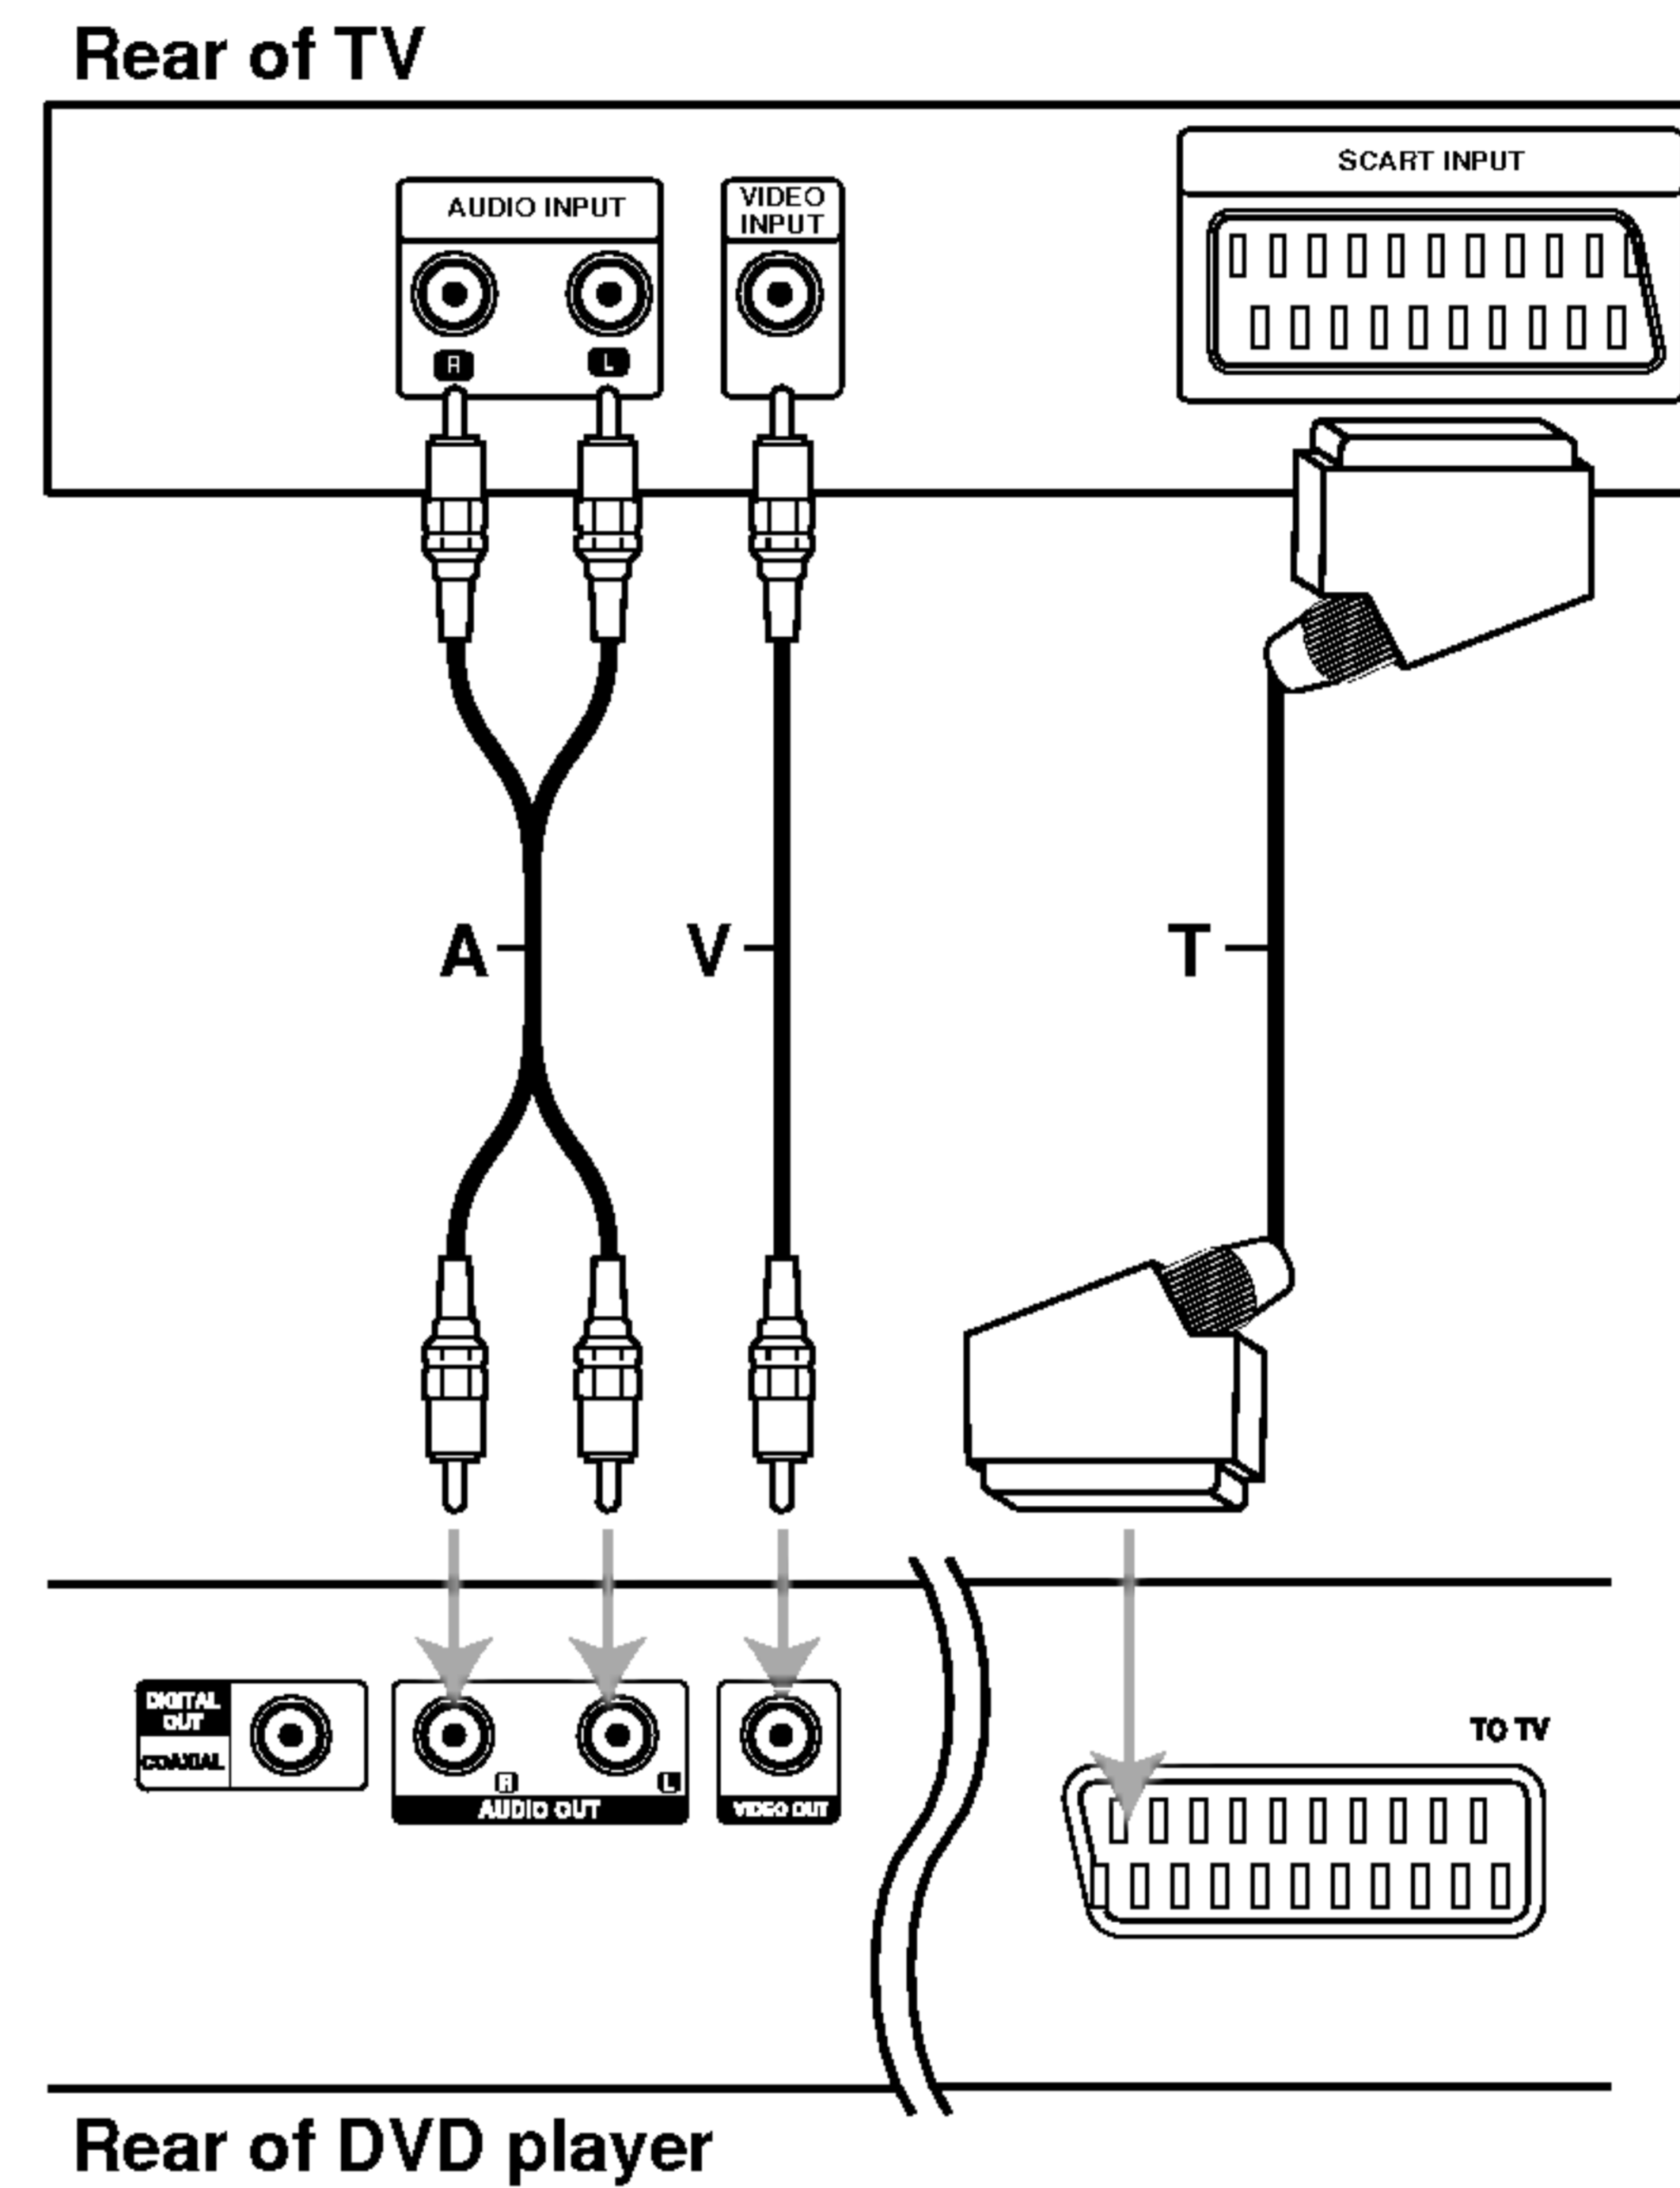 Rear of TV
SCART INPUT
AUDIO INPUT
VIDEO
INPUT
R
L
A
V
T
DIGITAL
OUT
COAXIAL
TO TV
R
L
AUDIO OUT
VIDEO OUT
Rear of DVD player